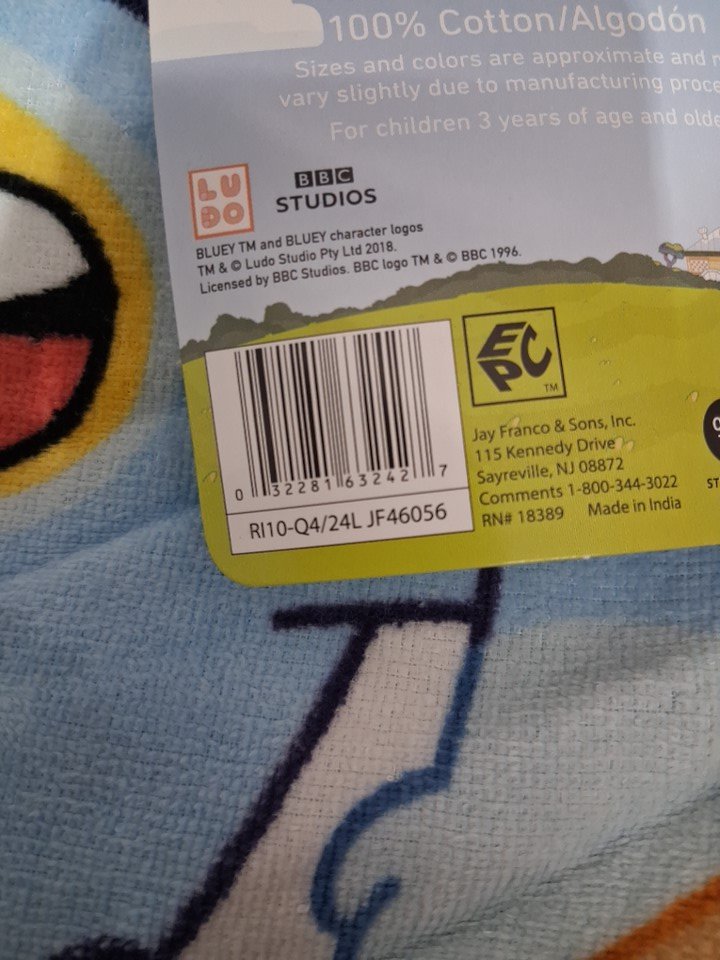 100% Cotton/Algodón
Sizes and colors are approximate and
vary slightly due to manufacturing
For children 3 years of age and
LUDO
BBC
STUDIOS
BLUEY TM and BLUEY character logos
TM & © Ludo Studio Pty Ltd 2018.
Licensed by BBC Studios. BBC logo TM & © BBC 1996.
0 32281 63242 7
RI10-Q4/24L JF46056
EPC
TM
Jay Franco & Sons, Inc.
115 Kennedy Drive
Sayreville, NJ 08872
Comments 1-800-344-3022
RN# 18389 Made in India